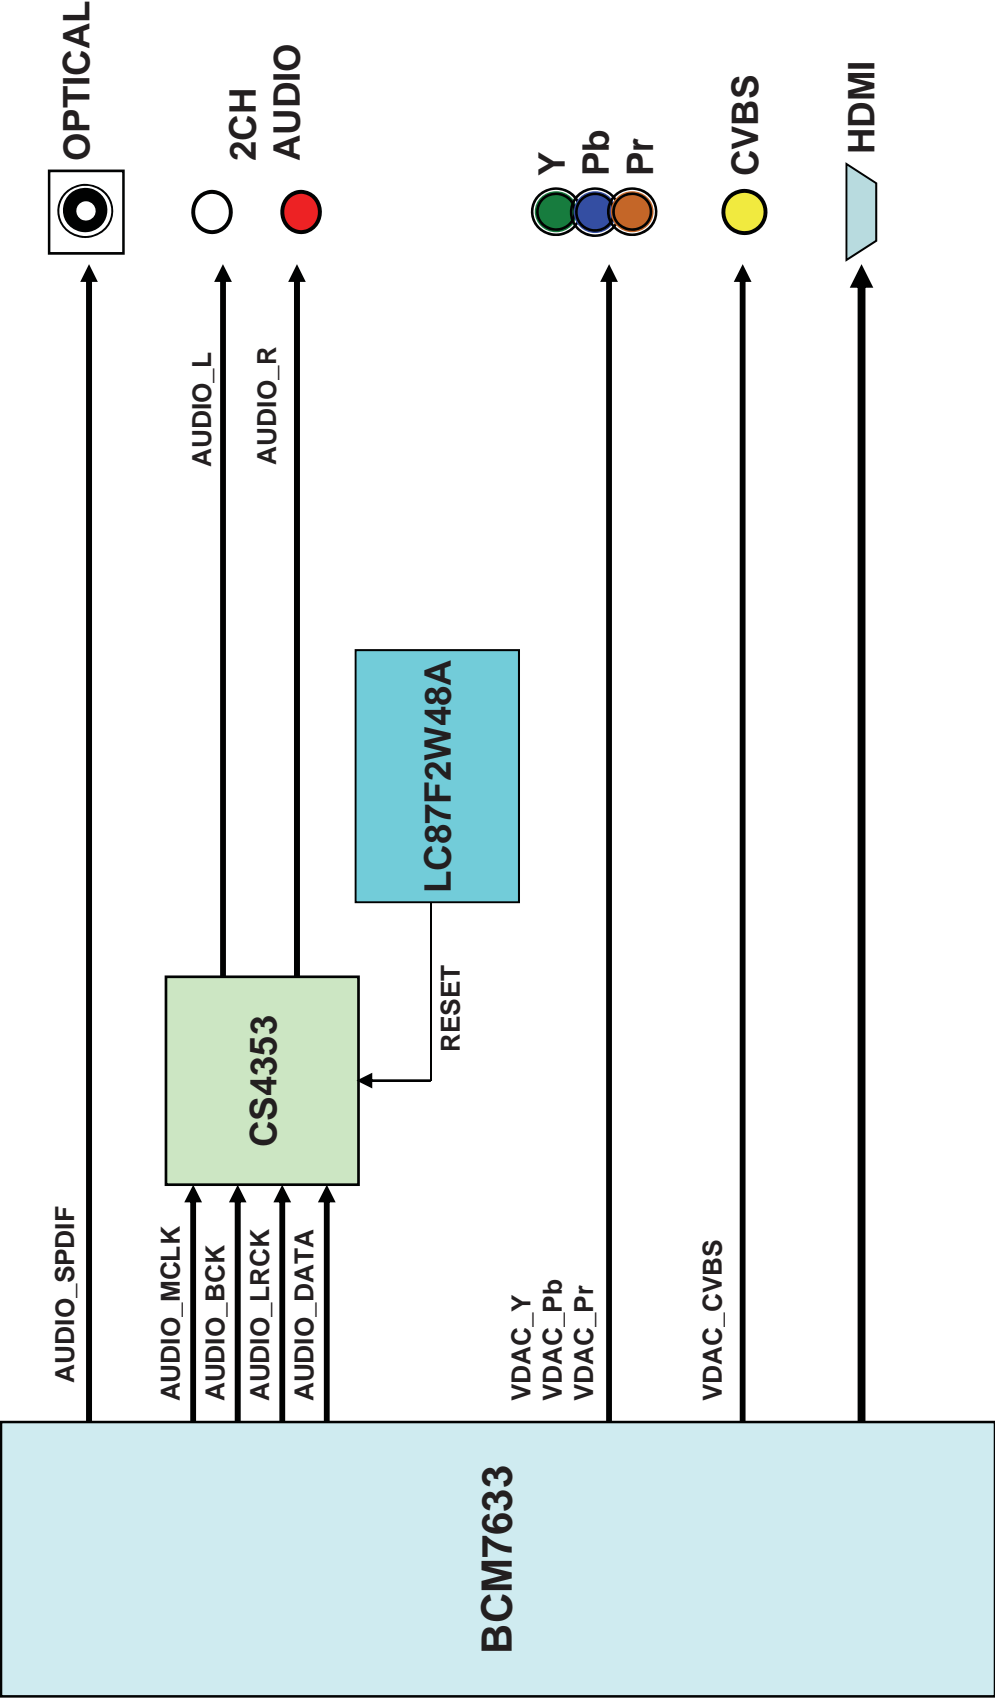 OPTICAL
2CH
AUDIO
Y
Pb
Pr
CVBS
HDMI
AUDIO_L
AUDIO_R
LC87F2W48A
CS4353
RESET
AUDIO_SPDIF
AUDIO_MCLK
AUDIO_BCK
AUDIO_LRCK
AUDIO_DATA
VDAC_Y
VDAC_Pb
VDAC_Pr
VDAC_CVBS
BCM7633